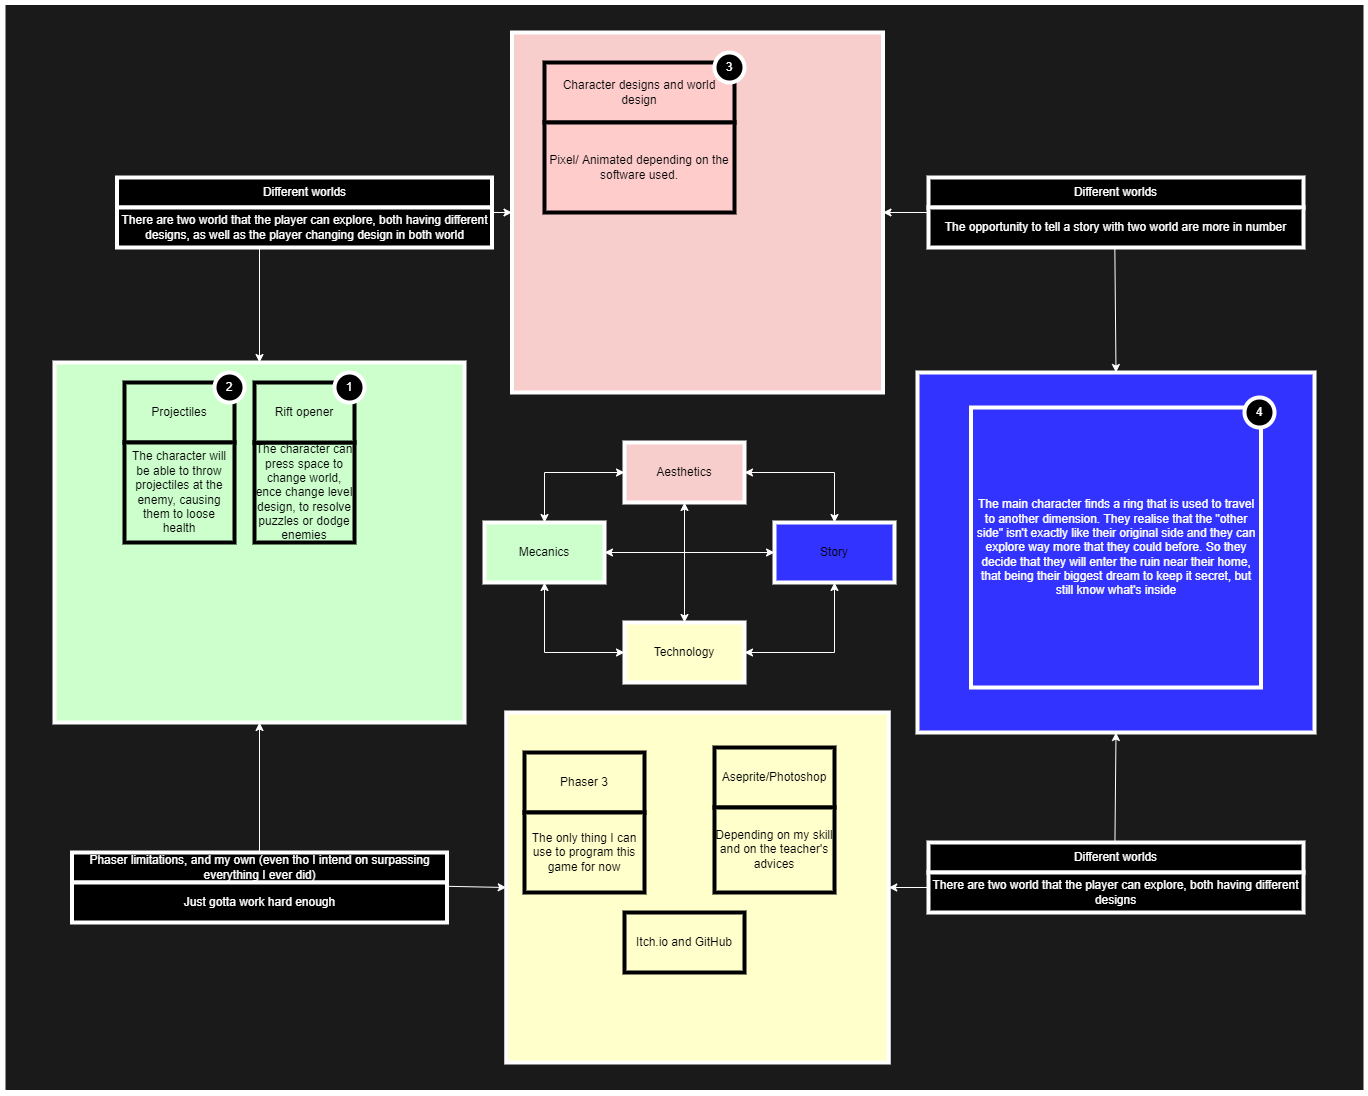 3
Character designs and world
design
Pixel/ Animated depending on the
software used.
Different worlds
There are two world that the player can explore, both having different
designs, as well as the player changing design in both world
Different worlds
The opportunity to tell a story with two world are more in number
2
Projectiles
The character will
be able to throw
projectiles at the
enemy, causing
them to loose
health
1
Rift opener
The character can
press space to
change world,
ence change level
design, to resolve
puzzles or dodge
enemies
Aesthetics
Mecanics
Story
Technology
4
The main character finds a ring that is used to travel
to another dimension. They realise that the "other
side" isn't exactly like their original side and they can
explore way more that they could before. So they
decide that they will enter the ruin near their home,
that being their biggest dream to keep it secret, but
still know what's inside
Phaser 3
The only thing I can
use to program this
game for now
Aseprite/Photoshop
Depending on my skill
and on the teacher's
advices
Itch.io and GitHub
Phaser limitations, and my own (even tho I intend on surpassing
everything I ever did)
Just gotta work hard enough
Different worlds
There are two world that the player can explore, both having different
designs